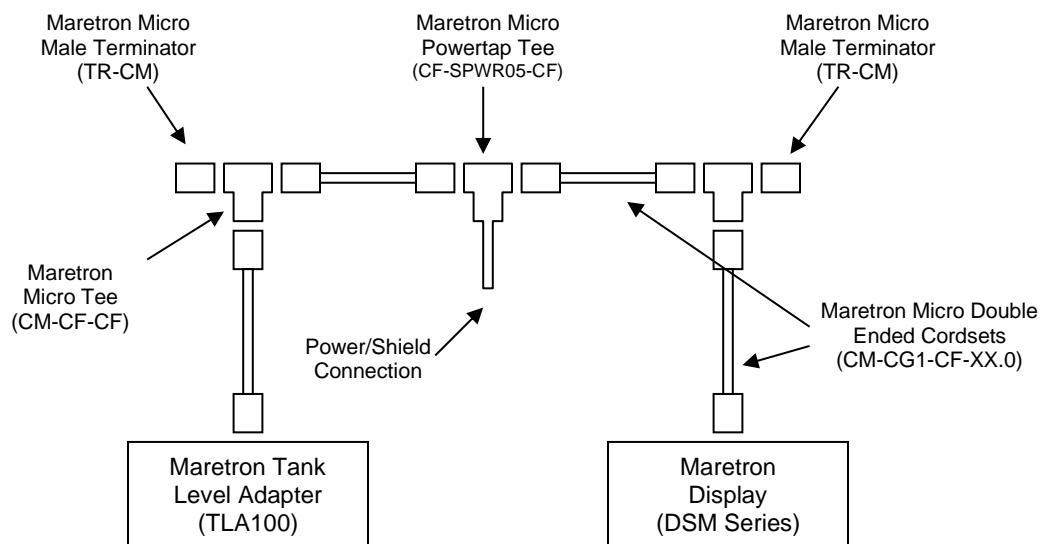 Maretron Micro
Male Terminator
(TR-CM)
Maretron Micro
Powertap Tee
(CF-SPWR05-CF)
Maretron Micro
Male Terminator
(TR-CM)
Maretron
Micro Tee
(CM-CF-CF)
Power/Shield
Connection
Maretron Micro Double
Ended Cordsets
(CM-CG1-CF-XX.0)
Maretron Tank
Level Adapter
(TLA100)
Maretron
Display
(DSM Series)